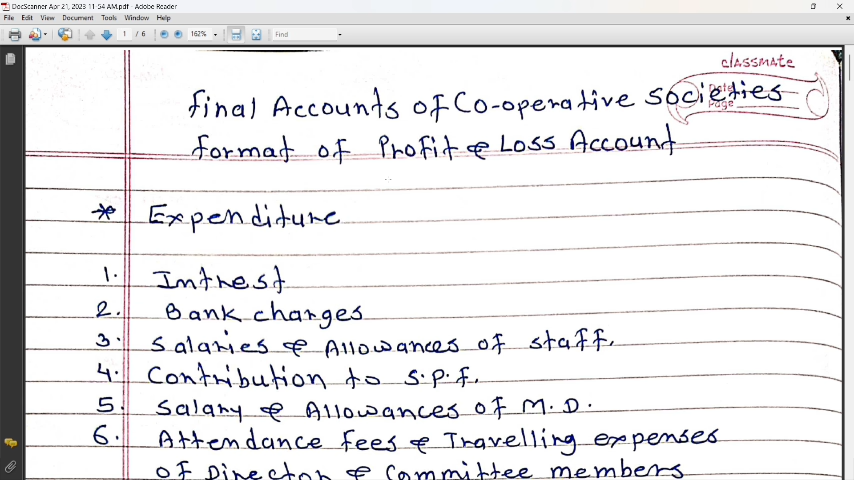 DocScanner Apr 21, 2023 11-54 AM.pdf - Adobe Reader
File Edit View Document Tools Window Help
1 / 6 162% Find
classmate
Date
Page
final Accounts of Co-operative Societies
format of Profit & Loss Account
* Expenditure
1. Intrest
2. Bank charges
3. Salaries & Allowances of staff.
4. Contribution to S.P.f.
5. Salary & Allowances of M.D.
6. Attendance fees & Travelling expenses
of Director & Committee members